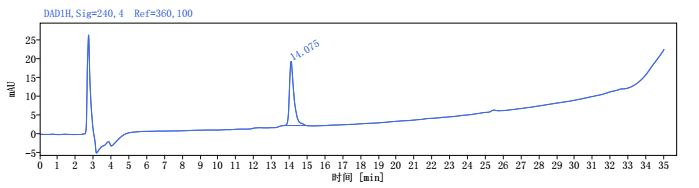 DAD1H,Sig=240,4 Ref=360,100
mAU
25
20
15
10
5
0
-5
14.075
0 1 2 3 4 5 6 7 8 9 10 11 12 13 14 15 16 17 18 19 20 21 22 23 24 25 26 27 28 29 30 31 32 33 34 35
时间 [min]